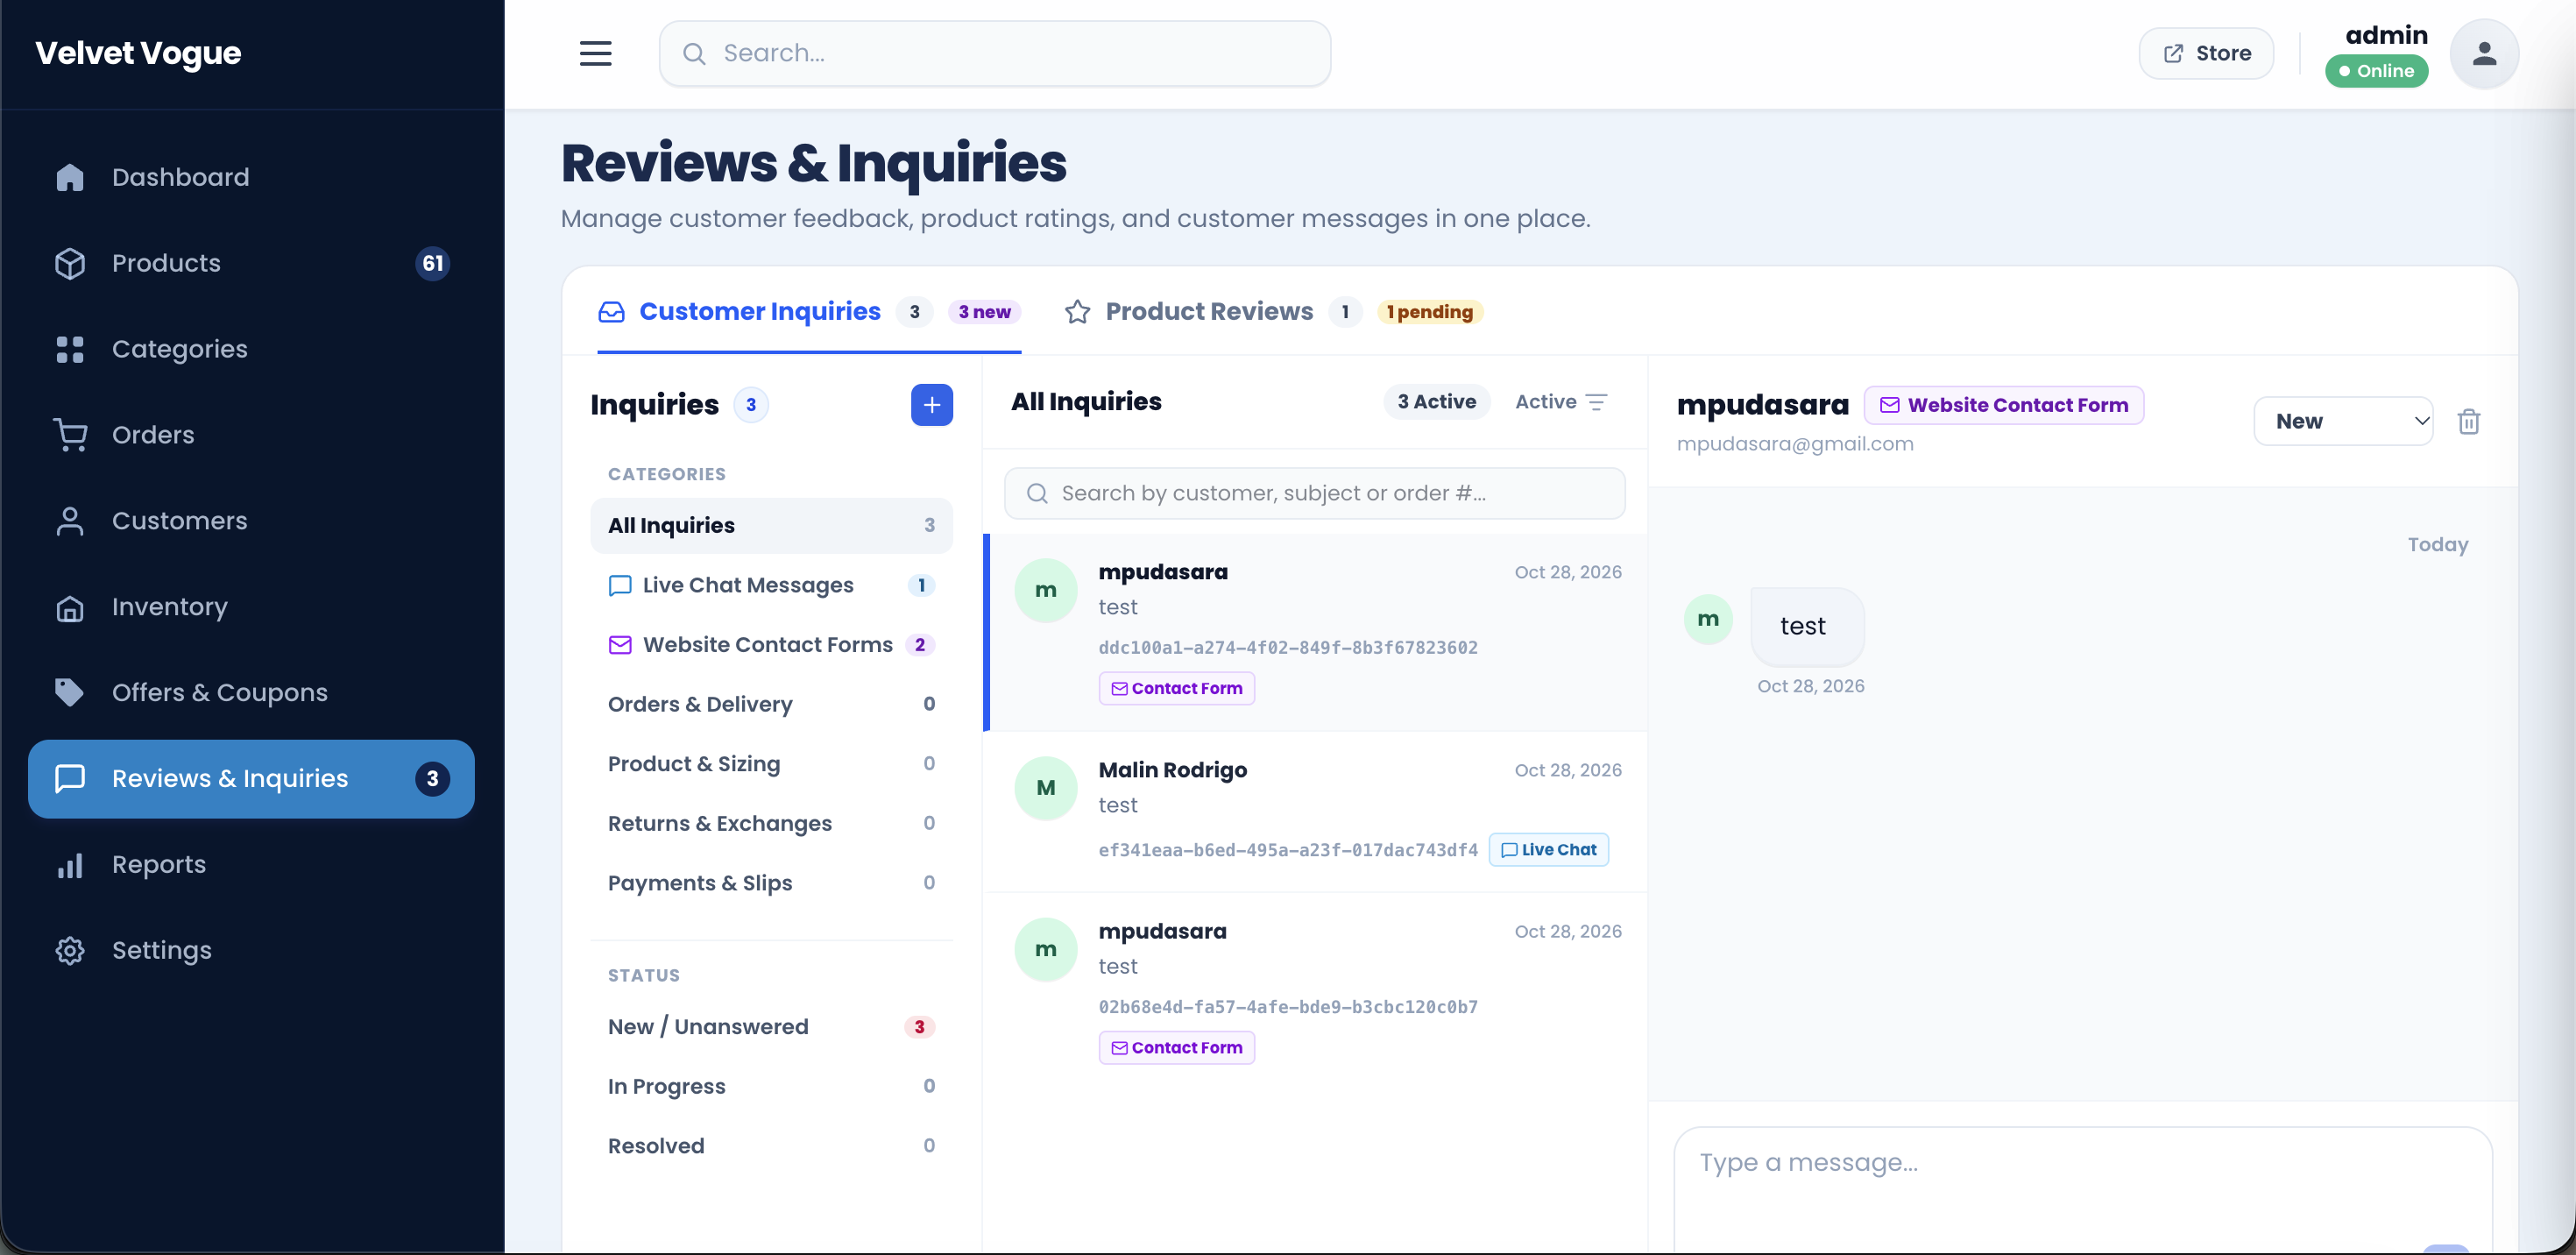 Velvet Vogue
Dashboard
Products 61
Categories
Orders
Customers
Inventory
Offers & Coupons
Reviews & Inquiries 3
Reports
Settings
Search...
Store
admin
Online
Reviews & Inquiries
Manage customer feedback, product ratings, and customer messages in one place.
Customer Inquiries 3 3 new Product Reviews 1 1 pending
Inquiries 3
CATEGORIES
All Inquiries 3
Live Chat Messages 1
Website Contact Forms 2
Orders & Delivery 0
Product & Sizing 0
Returns & Exchanges 0
Payments & Slips 0
STATUS
New / Unanswered 3
In Progress 0
Resolved 0
All Inquiries 3 Active Active
Search by customer, subject or order #...
m mpudasara Oct 28, 2026
test
ddc100a1-a274-4f02-849f-8b3f67823602
Contact Form
M Malin Rodrigo Oct 28, 2026
test
ef341eaa-b6ed-495a-a23f-017dac743df4 Live Chat
m mpudasara Oct 28, 2026
test
02b68e4d-fa57-4afe-bde9-b3cbc120c0b7
Contact Form
mpudasara Website Contact Form
mpudasara@gmail.com
New
Today
m test
Oct 28, 2026
Type a message...